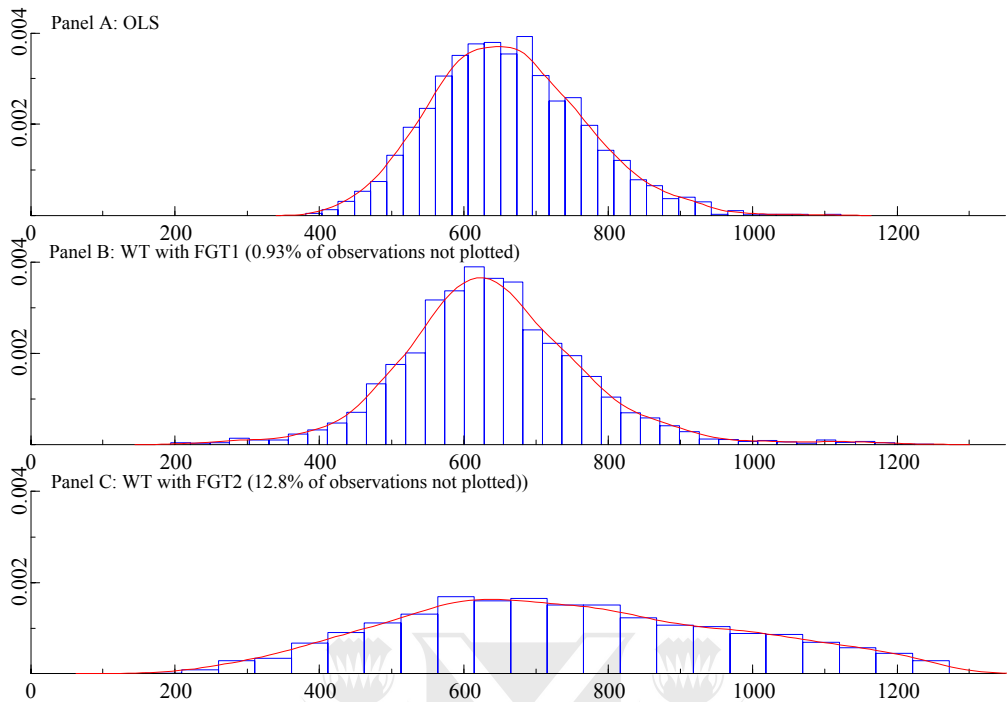 Panel A: OLS
0.004
0.002
0 200 400 600 800 1000 1200
Panel B: WT with FGT1 (0.93% of observations not plotted)
0.004
0.002
0 200 400 600 800 1000 1200
Panel C: WT with FGT2 (12.8% of observations not plotted))
0.004
0.002
0 200 400 600 800 1000 1200